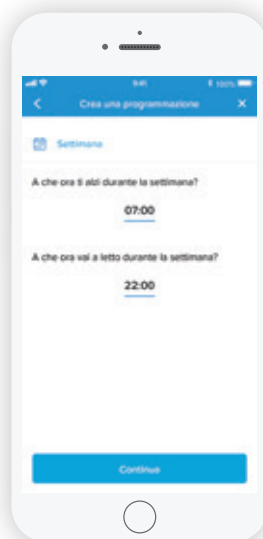 9:41
100%
Crea una programmazione
Settimana
A che ora ti alzi durante la settimana?
07:00
A che ora vai a letto durante la settimana?
22:00
Continua